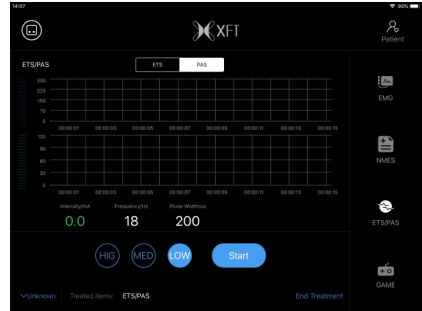 14:07
95%
XFT
Patient
ETS/PAS
ETS
PAS
300
225
150
75
0
00:00:01 00:00:03 00:00:05 00:00:07 00:00:09 00:00:11 00:00:13 00:00:15
120
90
60
30
0
00:00:01 00:00:03 00:00:05 00:00:07 00:00:09 00:00:11 00:00:13 00:00:15
Intensity/mA Frequency/Hz Pluse Width/us
0.0 18 200
HIG MED LOW Start
Unknown Treated items: ETS/PAS End Treatment
EMG
NMES
ETS/PAS
GAME